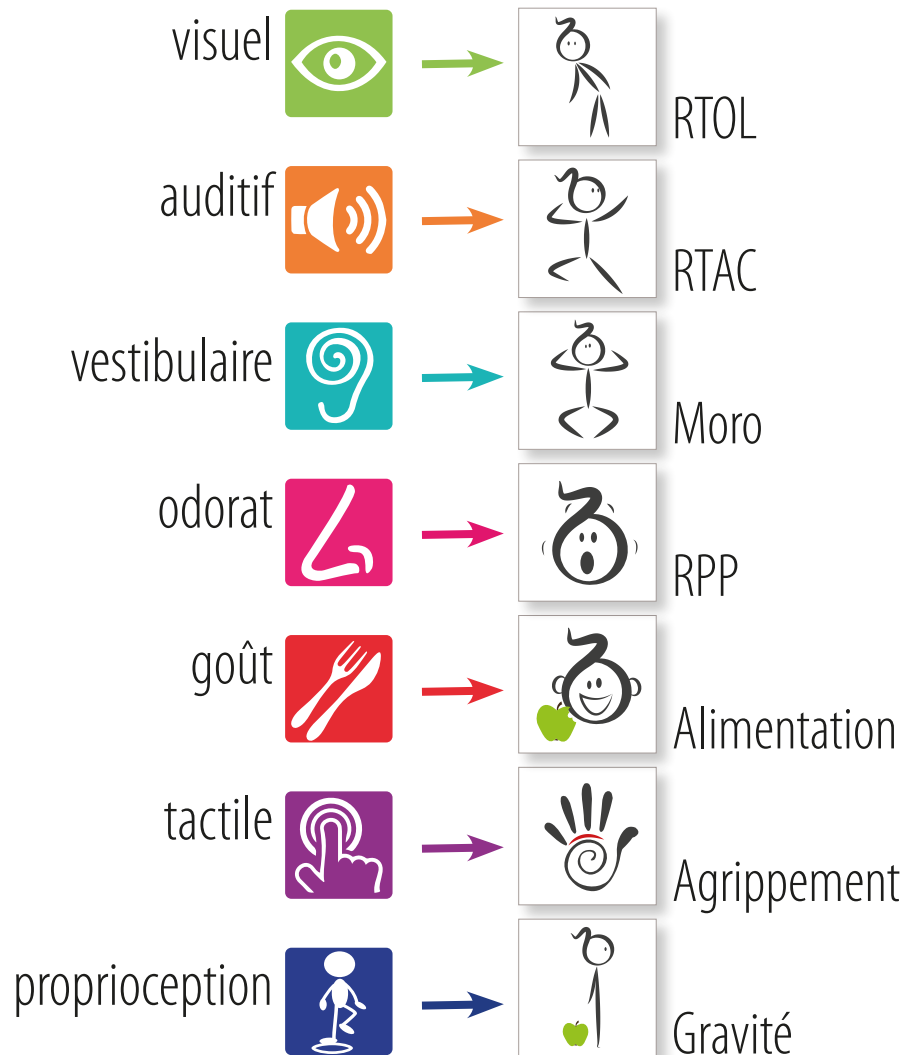 visuel
RTOL
auditif
RTAC
vestibulaire
Moro
odorat
RPP
goût
Alimentation
tactile
Agrippement
proprioception
Gravité